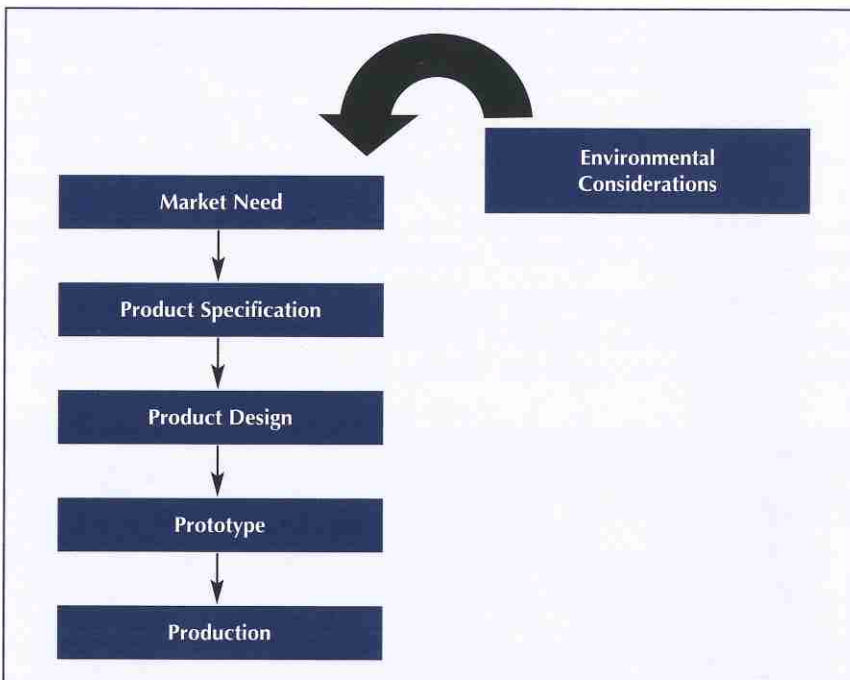 Environmental
Considerations
Market Need
Product Specification
Product Design
Prototype
Production